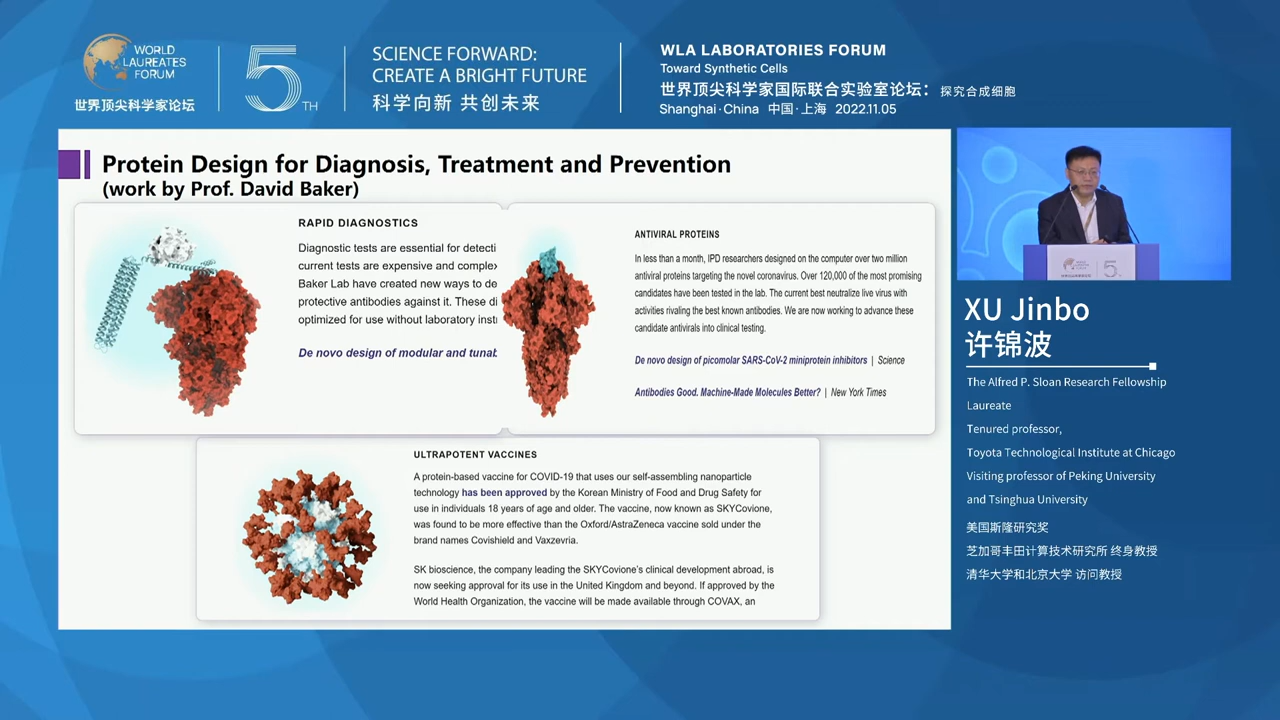 WORLD
LAUREATES
FORUM
世界顶尖科学家论坛
5TH
SCIENCE FORWARD:
CREATE A BRIGHT FUTURE
科学向新 共创未来
WLA LABORATORIES FORUM
Toward Synthetic Cells
世界顶尖科学家国际联合实验室论坛：探究合成细胞
Shanghai·China 中国·上海 2022.11.05
Protein Design for Diagnosis, Treatment and Prevention
(work by Prof. David Baker)
RAPID DIAGNOSTICS
Diagnostic tests are essential for detecti
current tests are expensive and complex
Baker Lab have created new ways to de
protective antibodies against it. These di
optimized for use without laboratory inst
De novo design of modular and tunab
ANTIVIRAL PROTEINS
In less than a month, IPD researchers designed on the computer over two million
antiviral proteins targeting the novel coronavirus. Over 120,000 of the most promising
candidates have been tested in the lab. The current best neutralize live virus with
activities rivaling the best known antibodies. We are now working to advance these
candidate antivirals into clinical testing.
De novo design of picomolar SARS-CoV-2 miniprotein inhibitors | Science
Antibodies Good. Machine-Made Molecules Better? | New York Times
ULTRAPOTENT VACCINES
A protein-based vaccine for COVID-19 that uses our self-assembling nanoparticle
technology has been approved by the Korean Ministry of Food and Drug Safety for
use in individuals 18 years of age and older. The vaccine, now known as SKYCovione,
was found to be more effective than the Oxford/AstraZeneca vaccine sold under the
brand names Covishield and Vaxzevria.
SK bioscience, the company leading the SKYCovione's clinical development abroad, is
now seeking approval for its use in the United Kingdom and beyond. If approved by the
World Health Organization, the vaccine will be made available through COVAX, an
XU Jinbo
许锦波
The Alfred P. Sloan Research Fellowship
Laureate
Tenured professor,
Toyota Technological Institute at Chicago
Visiting professor of Peking University
and Tsinghua University
美国斯隆研究奖
芝加哥丰田计算技术研究所 终身教授
清华大学和北京大学 访问教授